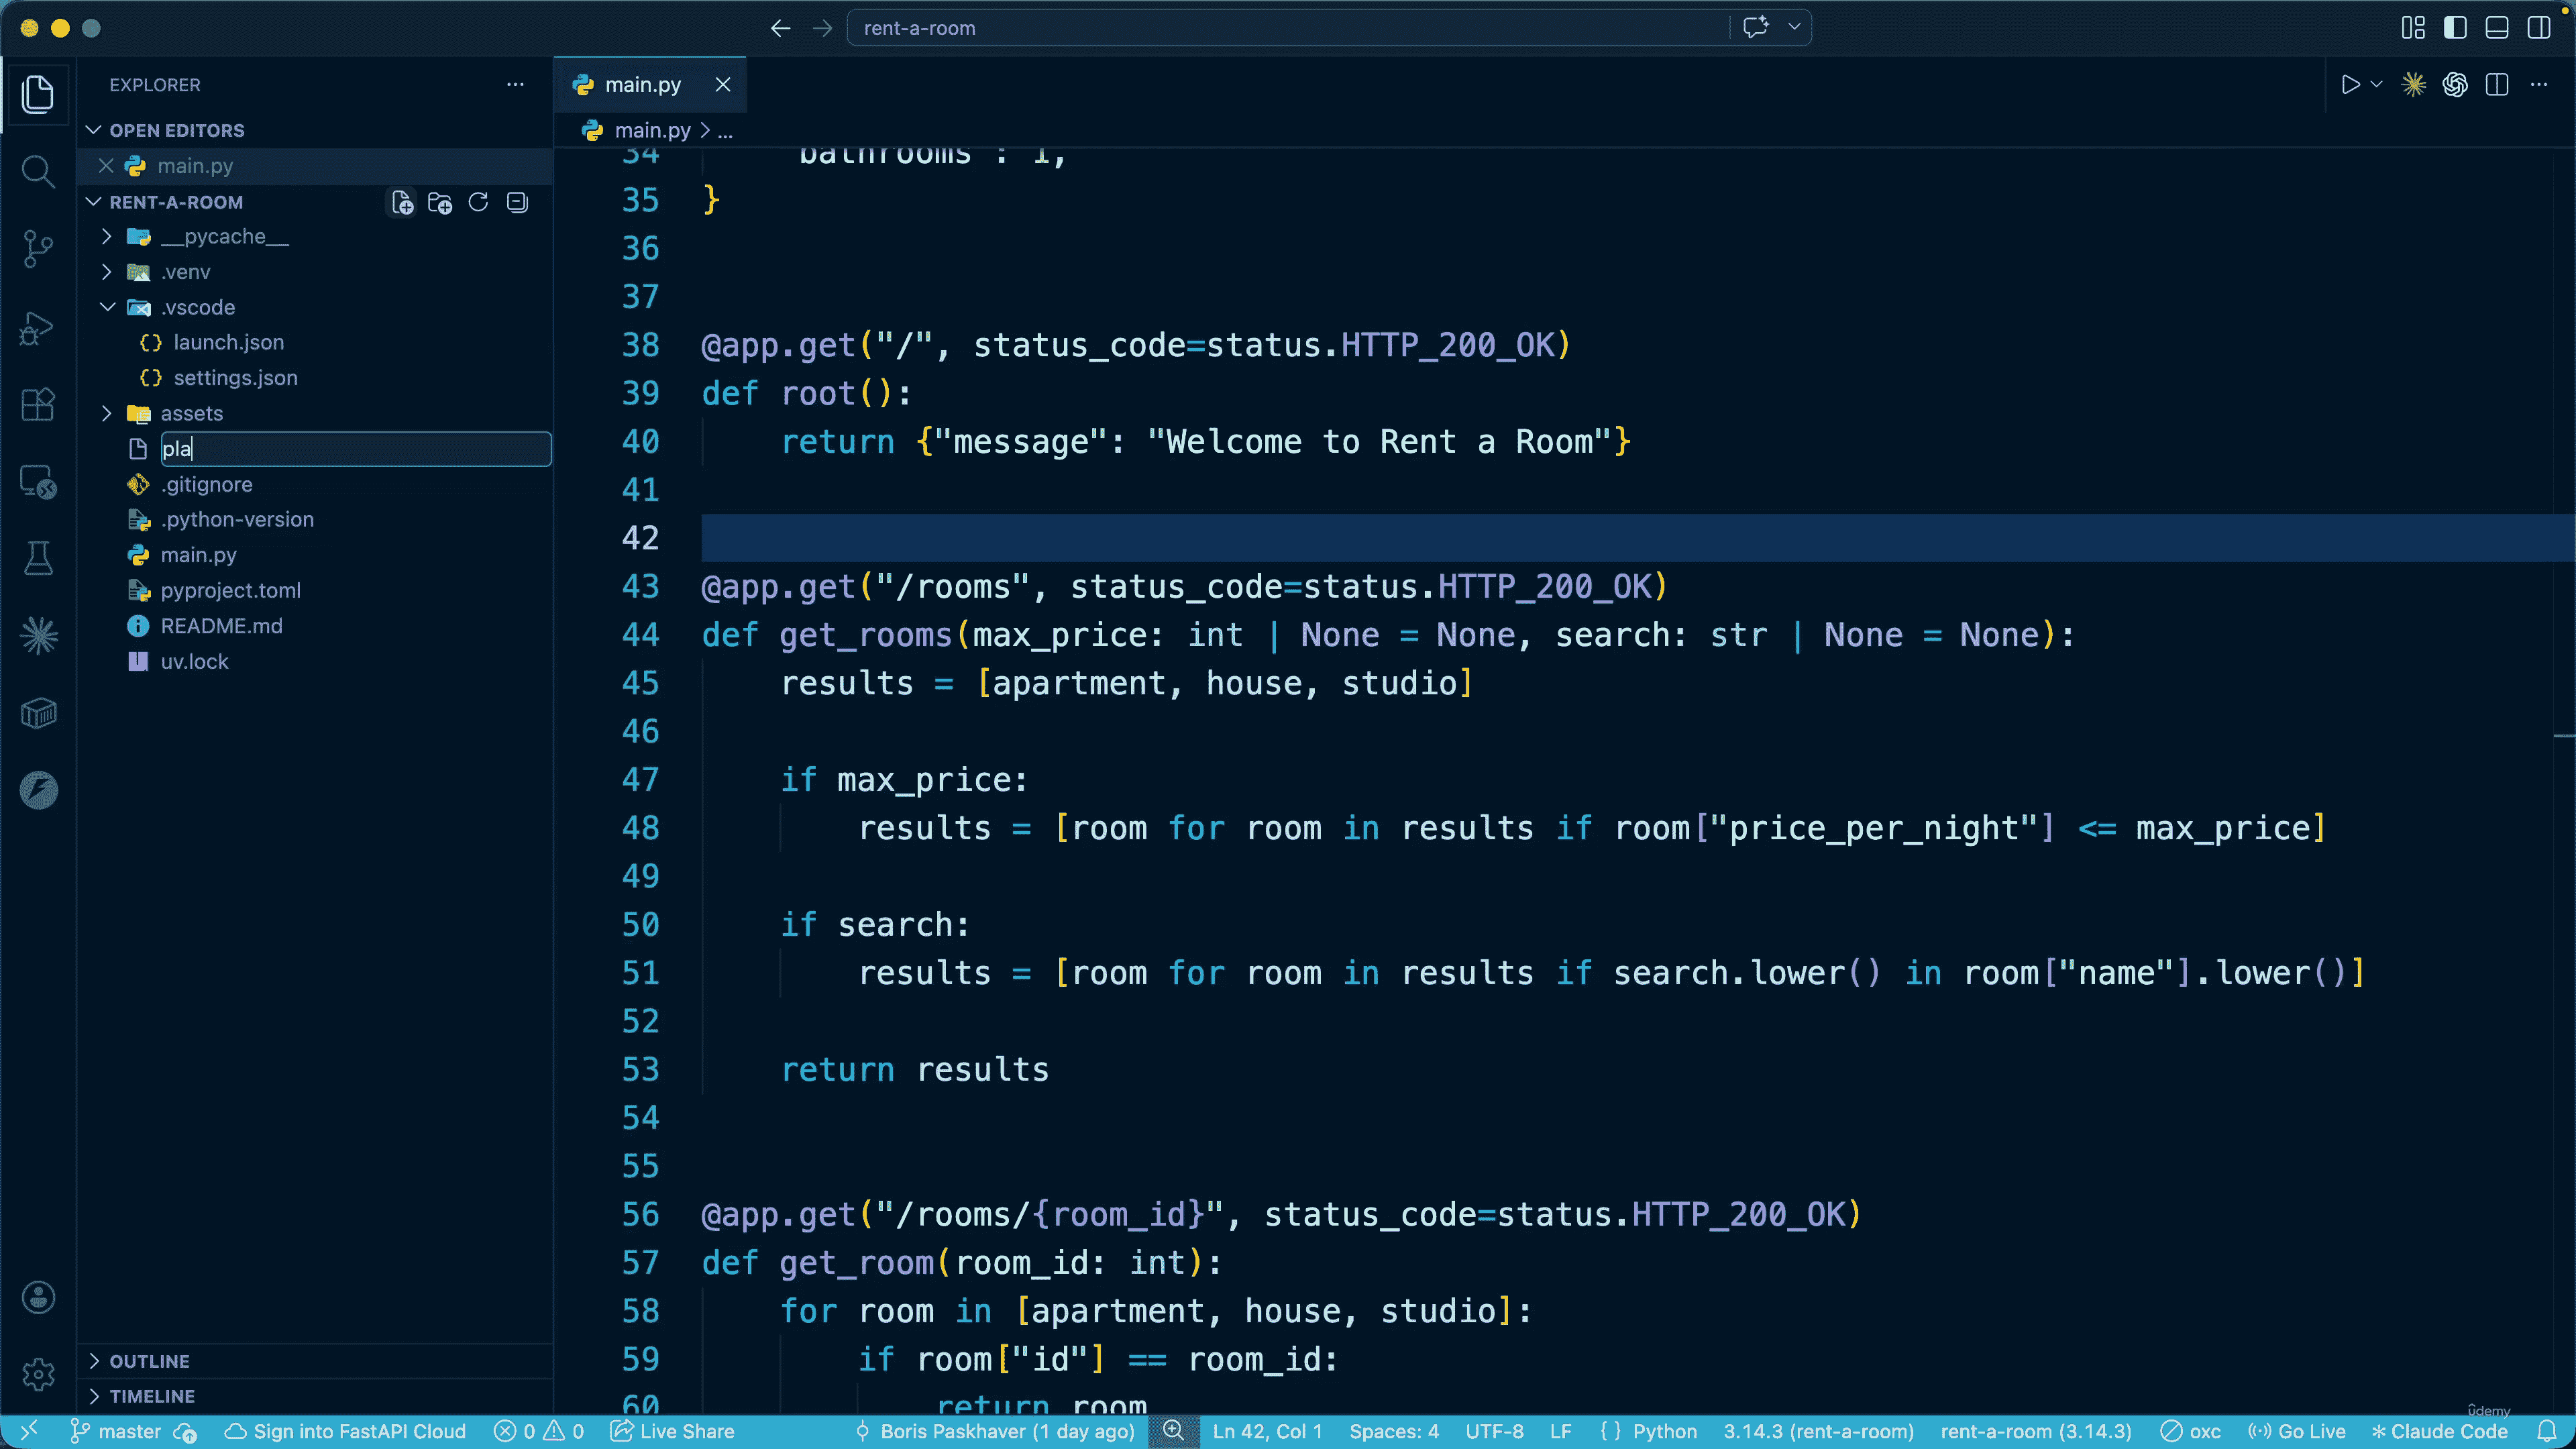 rent-a-room
EXPLORER
OPEN EDITORS
main.py
RENT-A-ROOM
__pycache__
.venv
.vscode
launch.json
settings.json
assets
pla
.gitignore
.python-version
main.py
pyproject.toml
README.md
uv.lock
OUTLINE
TIMELINE
main.py
main.py > ...
34 bathrooms : 1,
35 }
36
37
38 @app.get("/", status_code=status.HTTP_200_OK)
39 def root():
40 return {"message": "Welcome to Rent a Room"}
41
42
43 @app.get("/rooms", status_code=status.HTTP_200_OK)
44 def get_rooms(max_price: int | None = None, search: str | None = None):
45 results = [apartment, house, studio]
46
47 if max_price:
48 results = [room for room in results if room["price_per_night"] <= max_price]
49
50 if search:
51 results = [room for room in results if search.lower() in room["name"].lower()]
52
53 return results
54
55
56 @app.get("/rooms/{room_id}", status_code=status.HTTP_200_OK)
57 def get_room(room_id: int):
58 for room in [apartment, house, studio]:
59 if room["id"] == room_id:
60 return room
ûdemy
master Sign into FastAPI Cloud 0 0 Live Share Boris Paskhaver (1 day ago) Ln 42, Col 1 Spaces: 4 UTF-8 LF {} Python 3.14.3 (rent-a-room) rent-a-room (3.14.3) oxc Go Live Claude Code